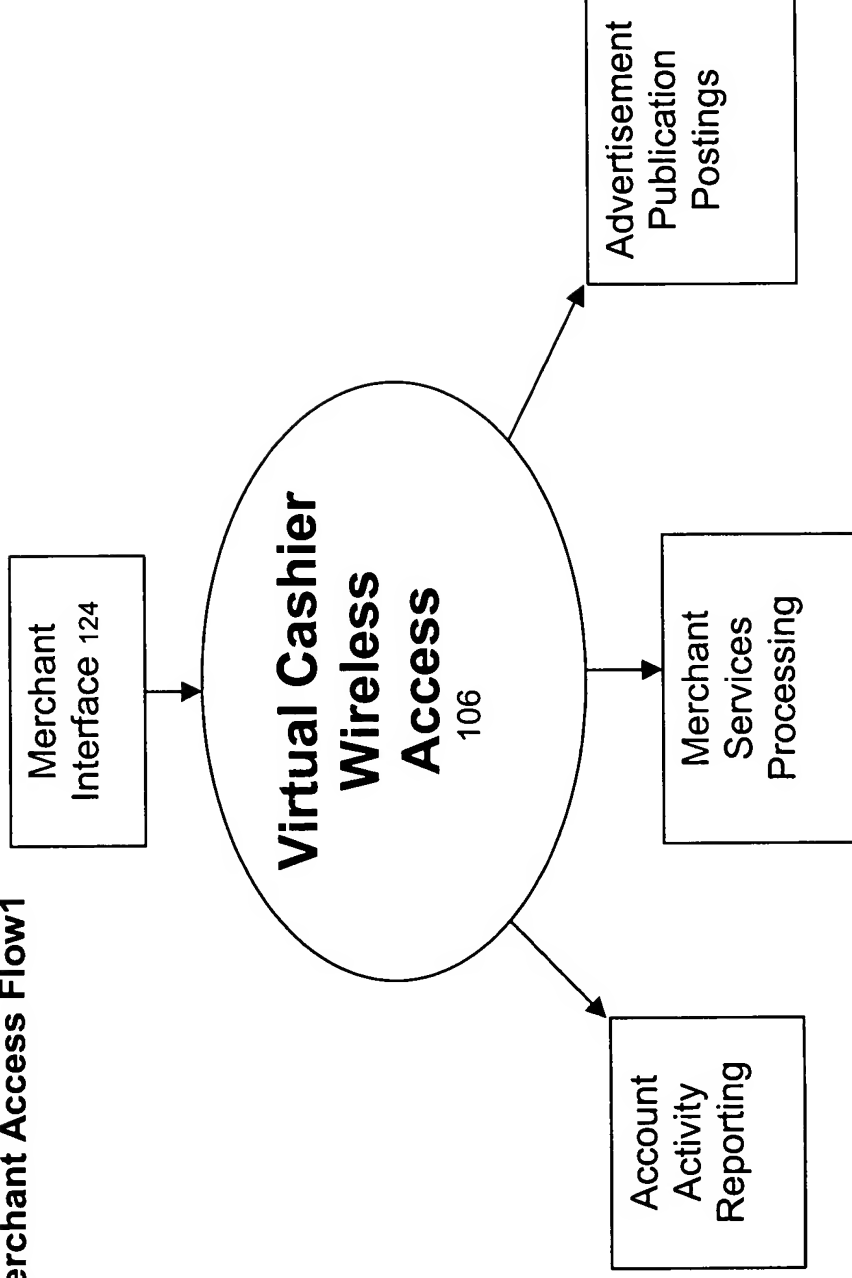 erchant Access Flow1
Merchant
Interface 124
Virtual Cashier
Wireless
Access
106
Account
Activity
Reporting
Merchant
Services
Processing
Advertisement
Publication
Postings